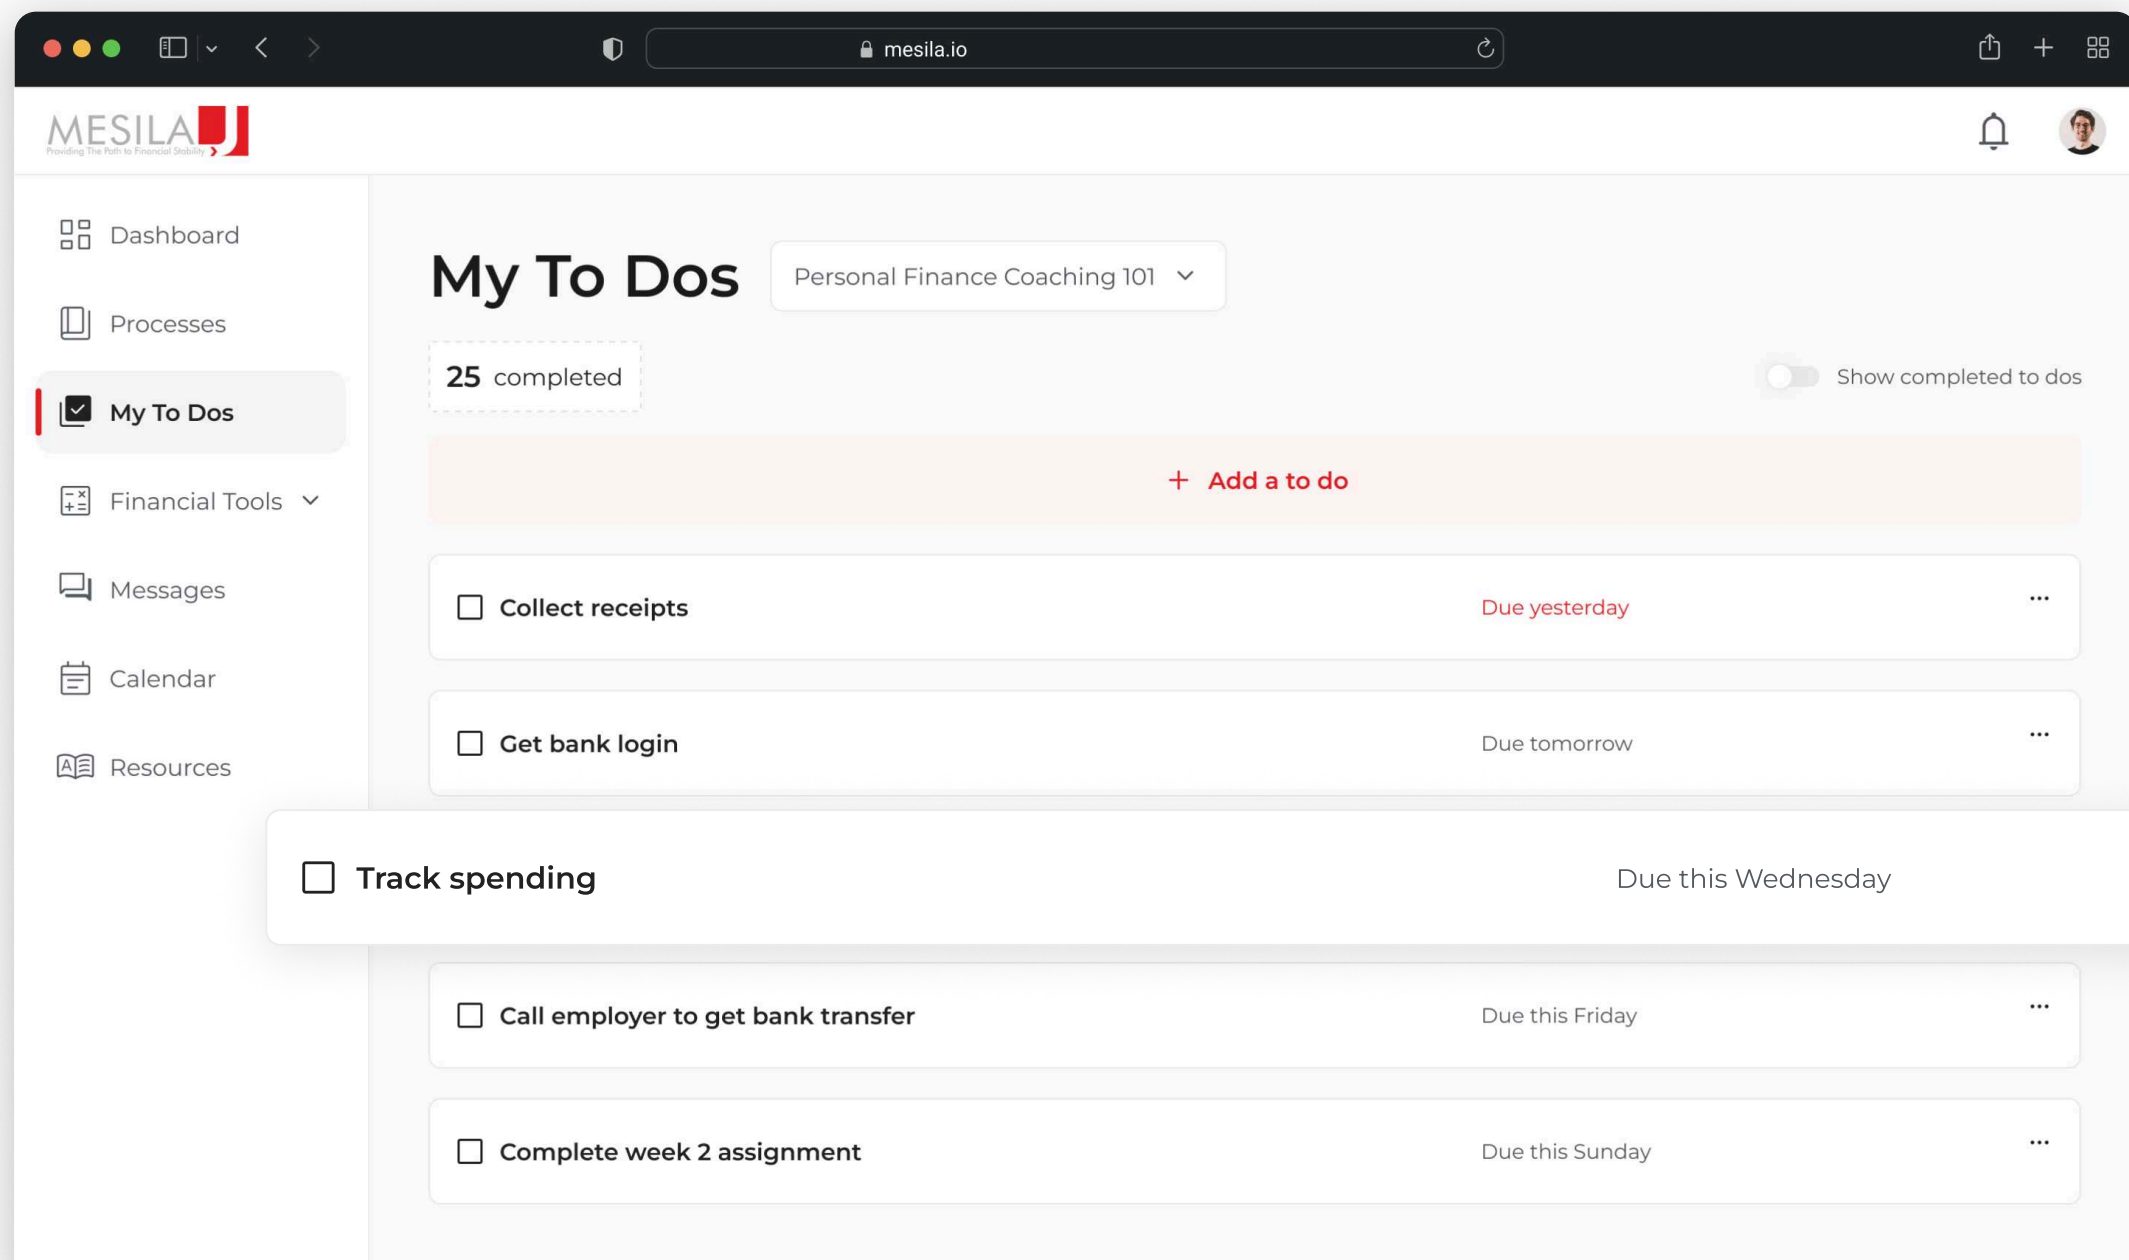 mesila.io
MESILA
Providing The Path to Financial Stability
Dashboard
Processes
My To Dos
Financial Tools
Messages
Calendar
Resources
My To Dos
Personal Finance Coaching 101
25 completed
Show completed to dos
+ Add a to do
Collect receipts
Due yesterday
Get bank login
Due tomorrow
Track spending
Due this Wednesday
Call employer to get bank transfer
Due this Friday
Complete week 2 assignment
Due this Sunday